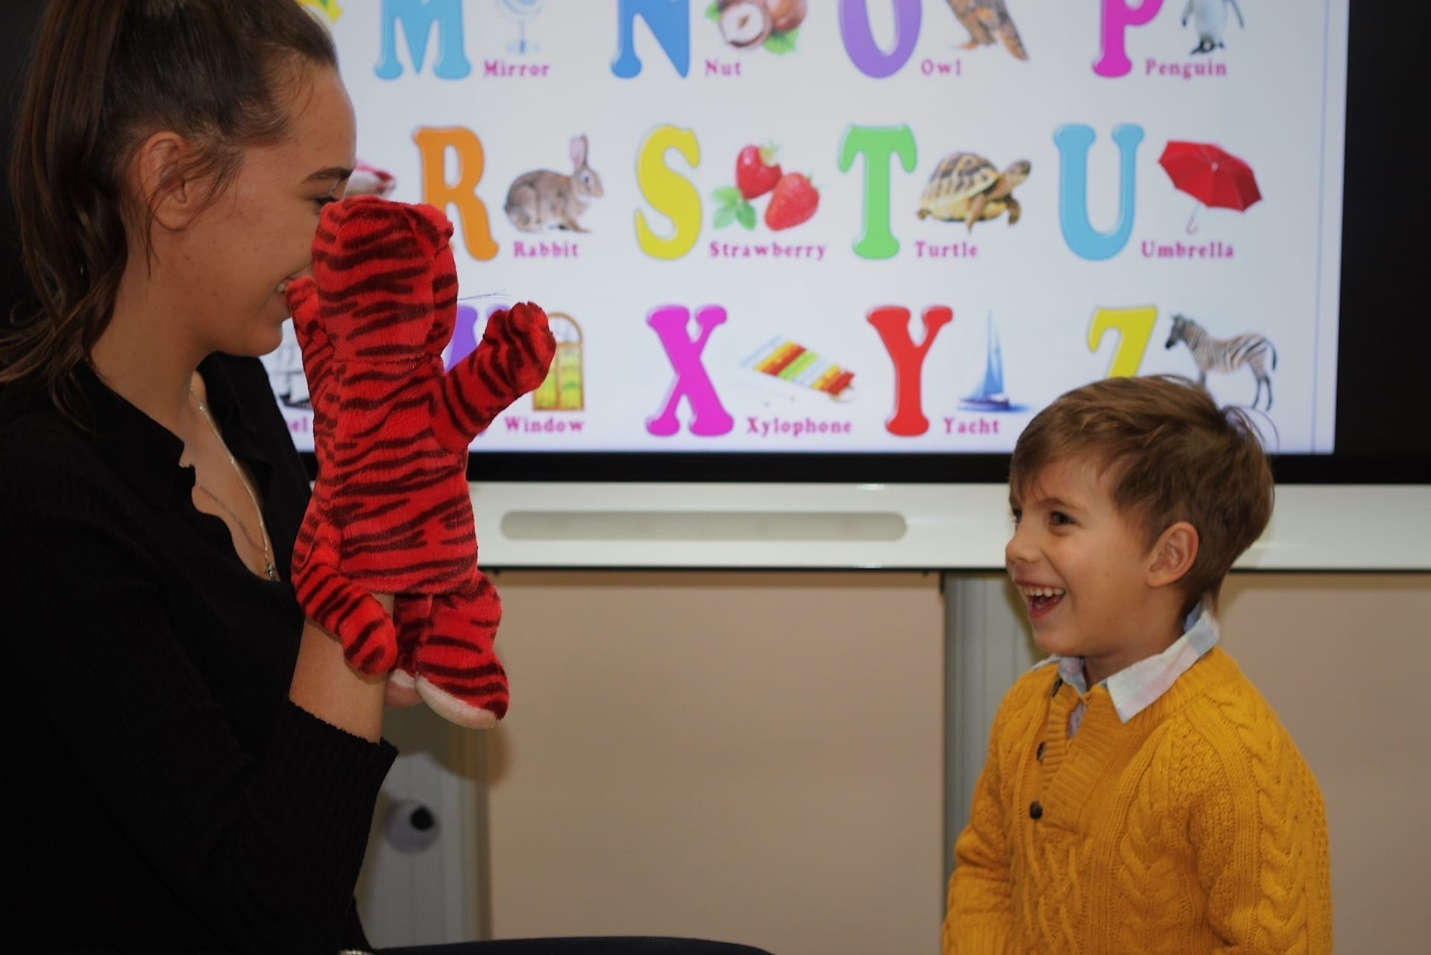 M Mirror N Nut O Owl P Penguin
R Rabbit S Strawberry T Turtle U Umbrella
Window X Xylophone Y Yacht Z